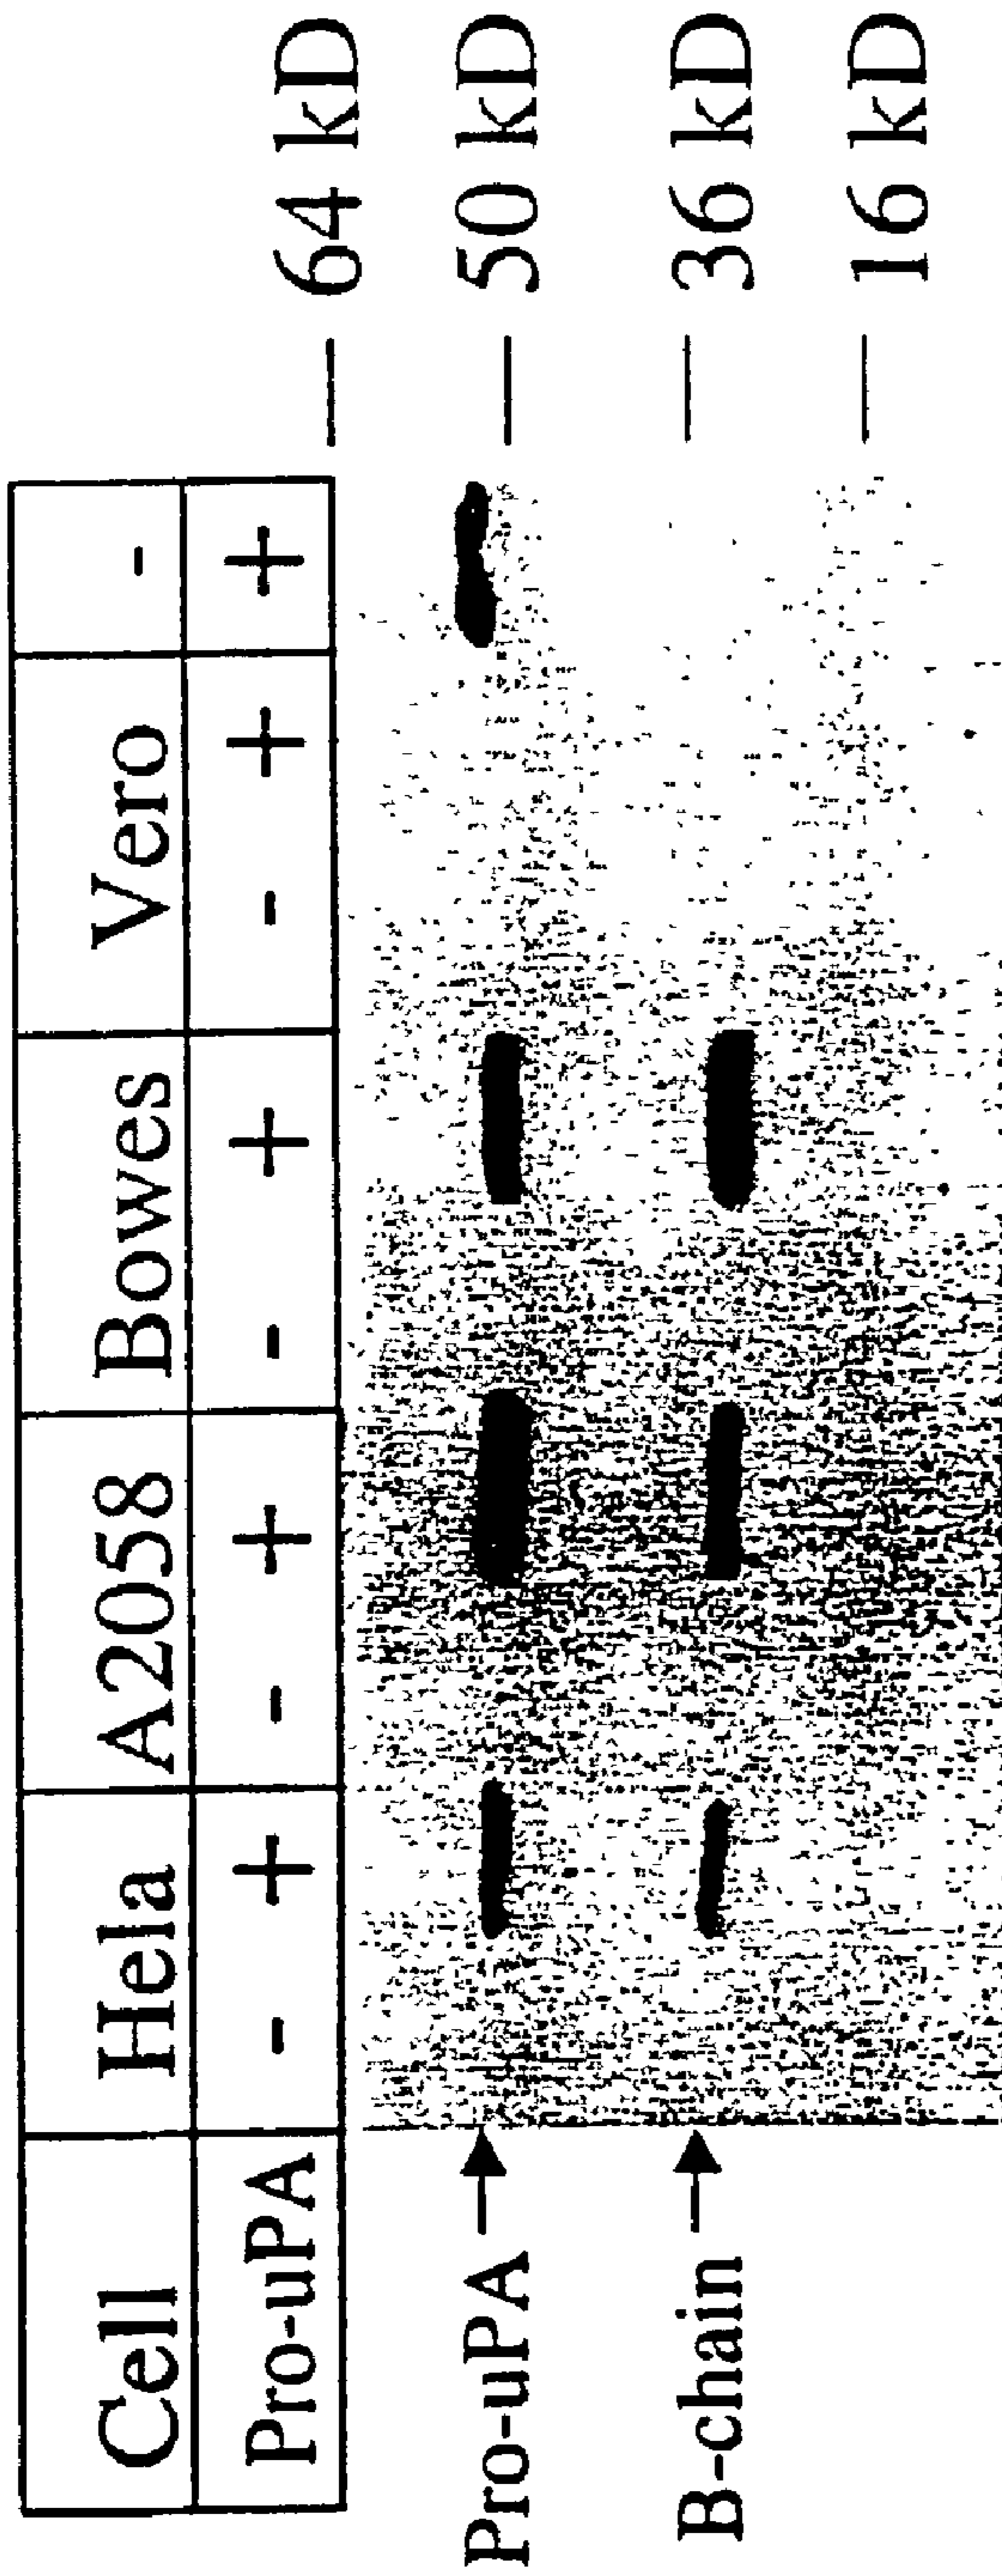 Cell Hela A2058 Bowes Vero -
Pro-uPA - + - + - + - + +
64 kD
Pro-uPA 50 kD
B-chain 36 kD
16 kD